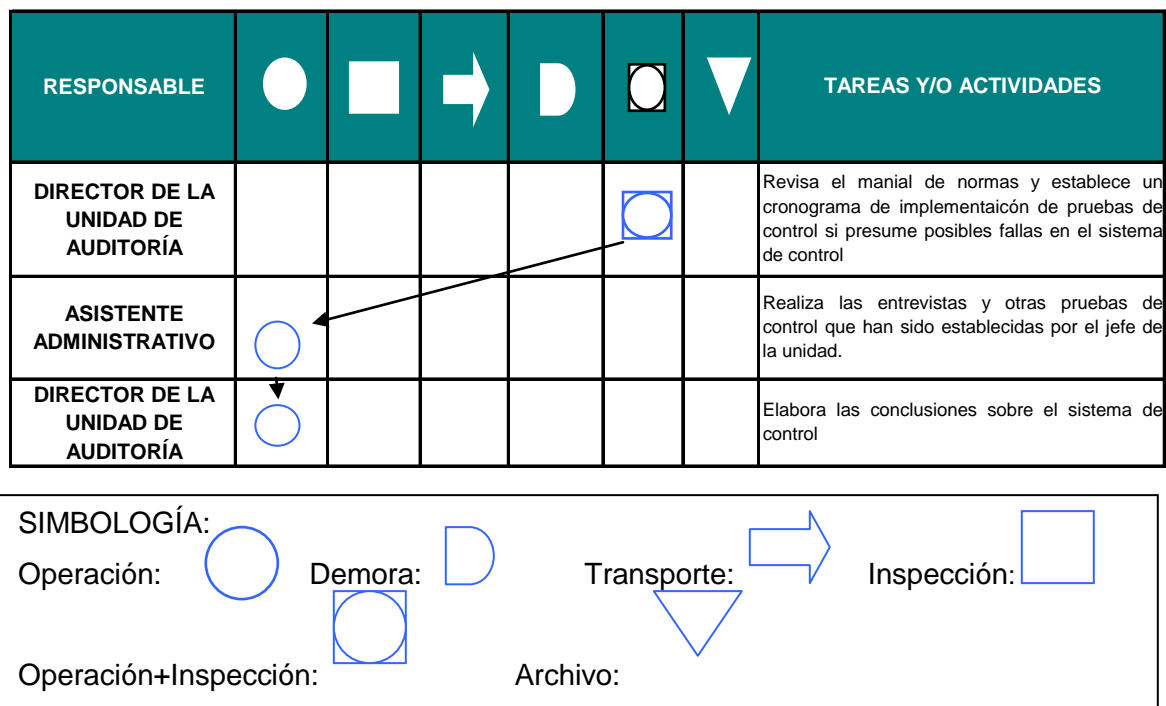 RESPONSABLE
TAREAS Y/O ACTIVIDADES
DIRECTOR DE LA
UNIDAD DE
AUDITORÍA
Revisa el manial de normas y establece un
cronograma de implementaicón de pruebas de
control si presume posibles fallas en el sistema
de control
ASISTENTE
ADMINISTRATIVO
Realiza las entrevistas y otras pruebas de
control que han sido establecidas por el jefe de
la unidad.
DIRECTOR DE LA
UNIDAD DE
AUDITORÍA
Elabora las conclusiones sobre el sistema de
control
SIMBOLOGÍA:
Operación: Demora: Transporte: Inspección:
Operación+Inspección: Archivo: